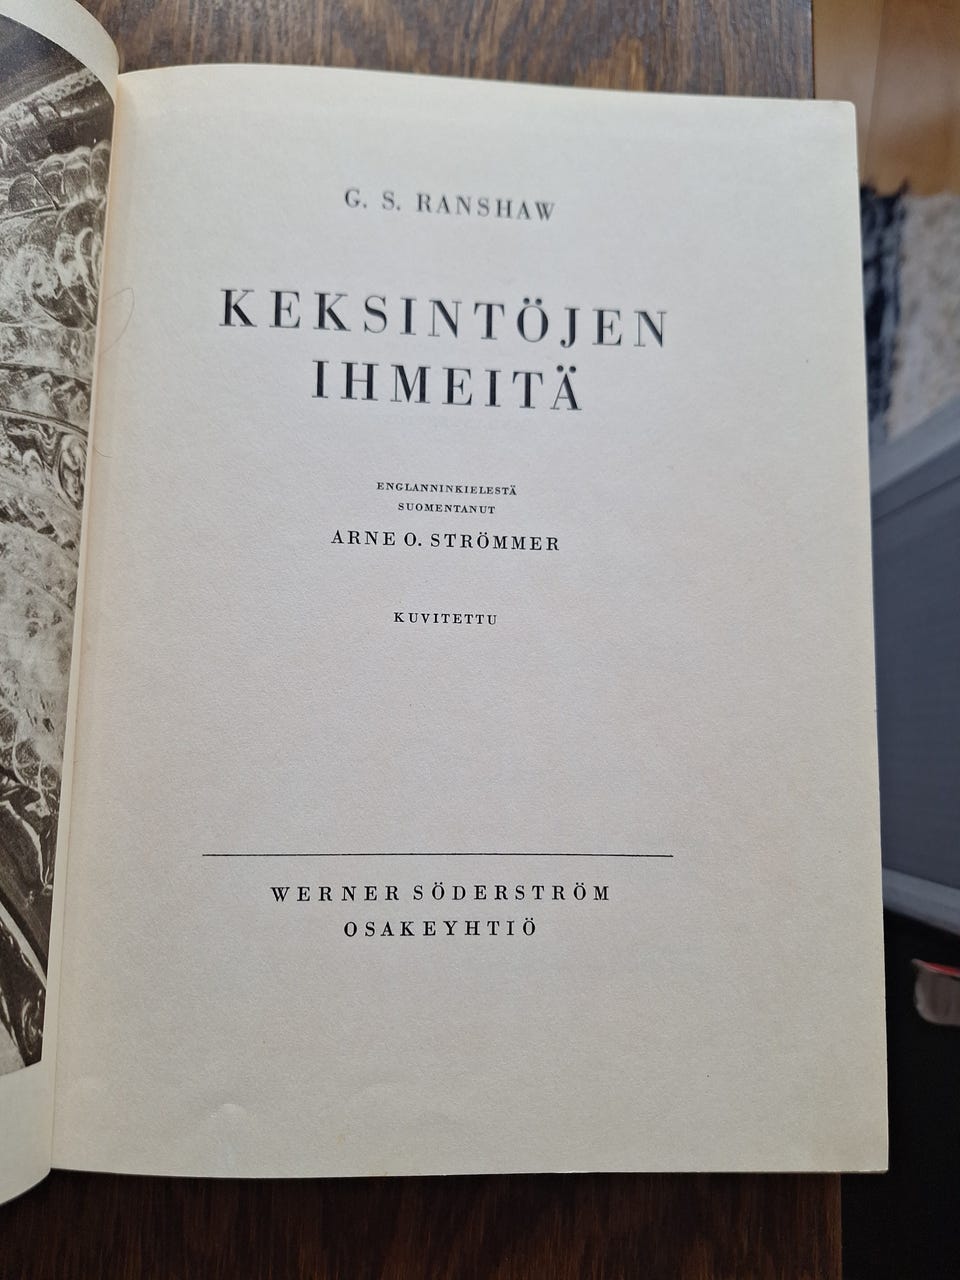 G. S. RANSHAW
KEKSINTÖJEN
IHMEITÄ
ENGLANNINKIELESTÄ
SUOMENTANUT
ARNE O. STRÖMMER
KUVITETTU
WERNER SÖDERSTRÖM
OSAKEYHTIÖ